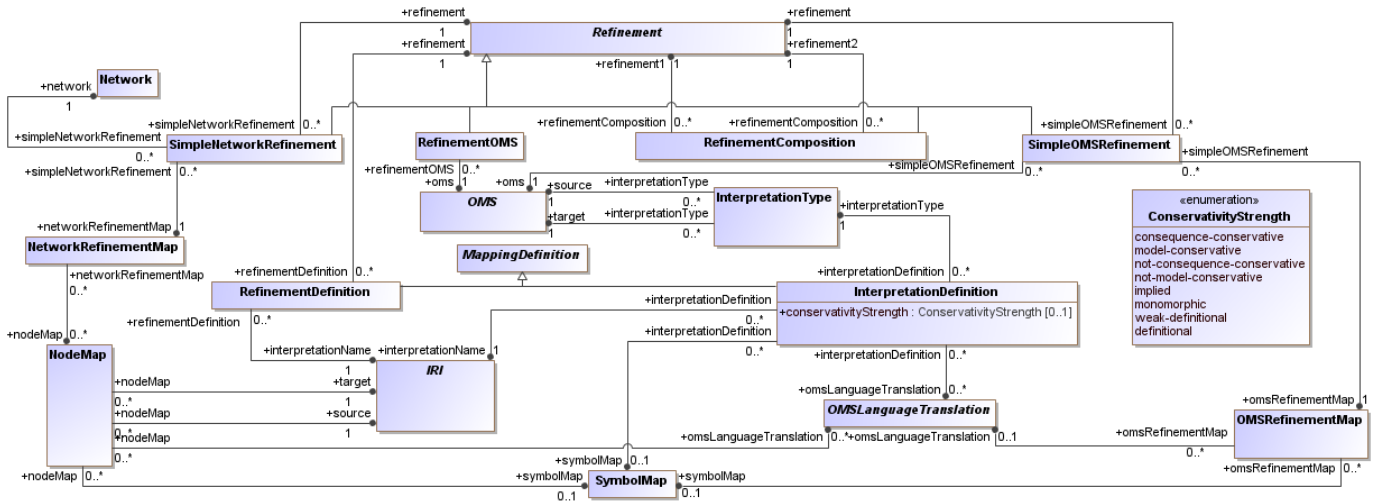 +refinement
+refinement
1
Refinement
1
+refinement
+refinement2
1
1
+refinement1
1
Network
+network
1
+simpleNetworkRefinement
0..*
+simpleNetworkRefinement
0..*
SimpleNetworkRefinement
+simpleNetworkRefinement
0..*
+refinementComposition
0..*
+refinementComposition
0..*
+simpleOMSRefinement
0..*
RefinementOMS
RefinementComposition
SimpleOMSRefinement
+refinementOMS
0..*
+simpleOMSRefinement
0..*
+simpleOMSRefinement
0..*
+oms
1
+oms
1
OMS
+source
1
+interpretationType
0..*
+target
1
+interpretationType
0..*
InterpretationType
+interpretationType
1
«enumeration»
ConservativityStrength
consequence-conservative
model-conservative
not-consequence-conservative
not-model-conservative
implied
monomorphic
weak-definitional
definitional
+networkRefinementMap
1
NetworkRefinementMap
+networkRefinementMap
0..*
MappingDefinition
+refinementDefinition
0..*
+interpretationDefinition
0..*
RefinementDefinition
InterpretationDefinition
+conservativityStrength : ConservativityStrength [0..1]
+refinementDefinition
0..*
+interpretationDefinition
0..*
+interpretationDefinition
0..*
+interpretationDefinition
0..*
+nodeMap
0..*
NodeMap
+interpretationName
1
+interpretationName
1
IRI
+nodeMap
0..*
+target
1
+nodeMap
0..*
+source
1
+nodeMap
0..*
+omsLanguageTranslation
0..*
OMSLanguageTranslation
+omsLanguageTranslation
0..*
+omsLanguageTranslation
0..1
+omsRefinementMap
1
OMSRefinementMap
+omsRefinementMap
0..*
+omsRefinementMap
0..*
+nodeMap
0..*
+symbolMap
0..1
+symbolMap
0..1
SymbolMap
+symbolMap
0..1